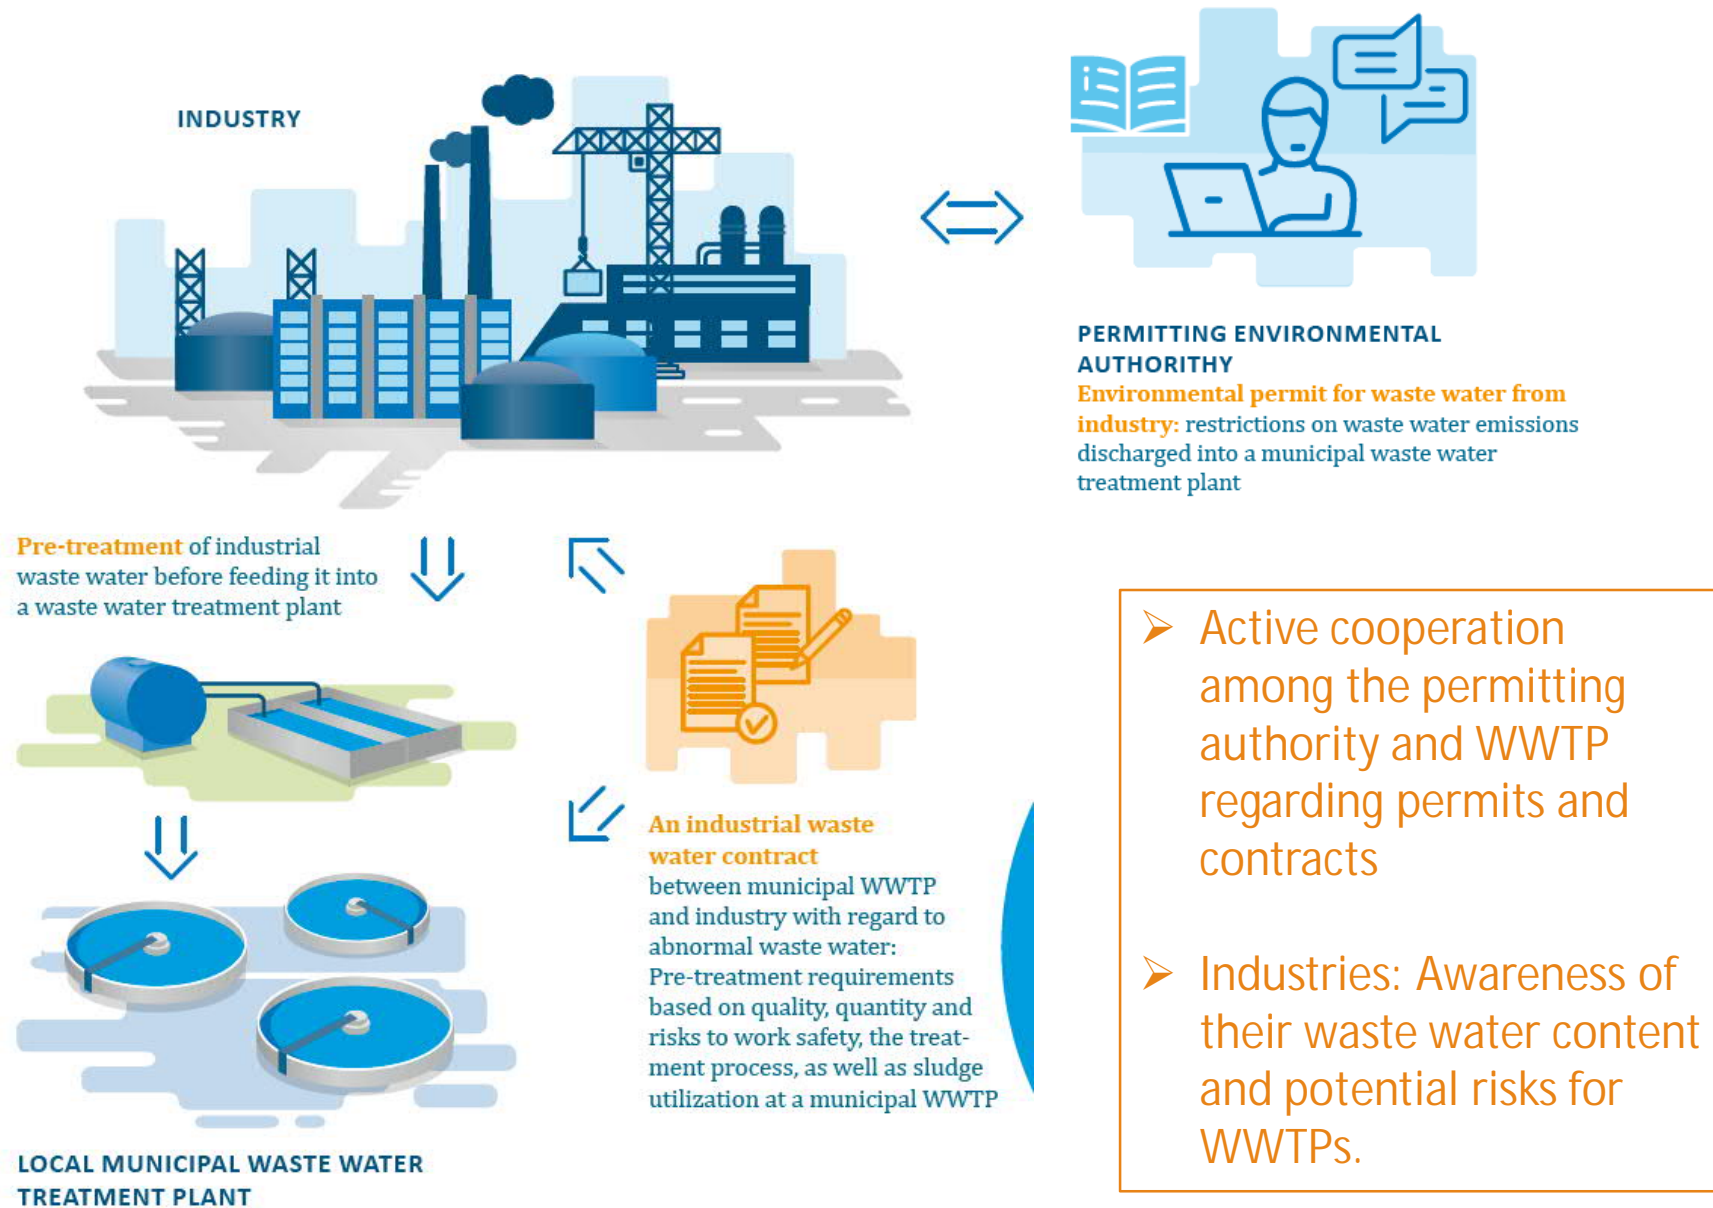 INDUSTRY
PERMITTING ENVIRONMENTAL
AUTHORITHY
Environmental permit for waste water from
industry: restrictions on waste water emissions
discharged into a municipal waste water
treatment plant
Pre-treatment of industrial
waste water before feeding it into
a waste water treatment plant
An industrial waste
water contract
between municipal WWTP
and industry with regard to
abnormal waste water:
Pre-treatment requirements
based on quality, quantity and
risks to work safety, the treat-
ment process, as well as sludge
utilization at a municipal WWTP
LOCAL MUNICIPAL WASTE WATER
TREATMENT PLANT
➢ Active cooperation
among the permitting
authority and WWTP
regarding permits and
contracts
➢ Industries: Awareness of
their waste water content
and potential risks for
WWTPs.